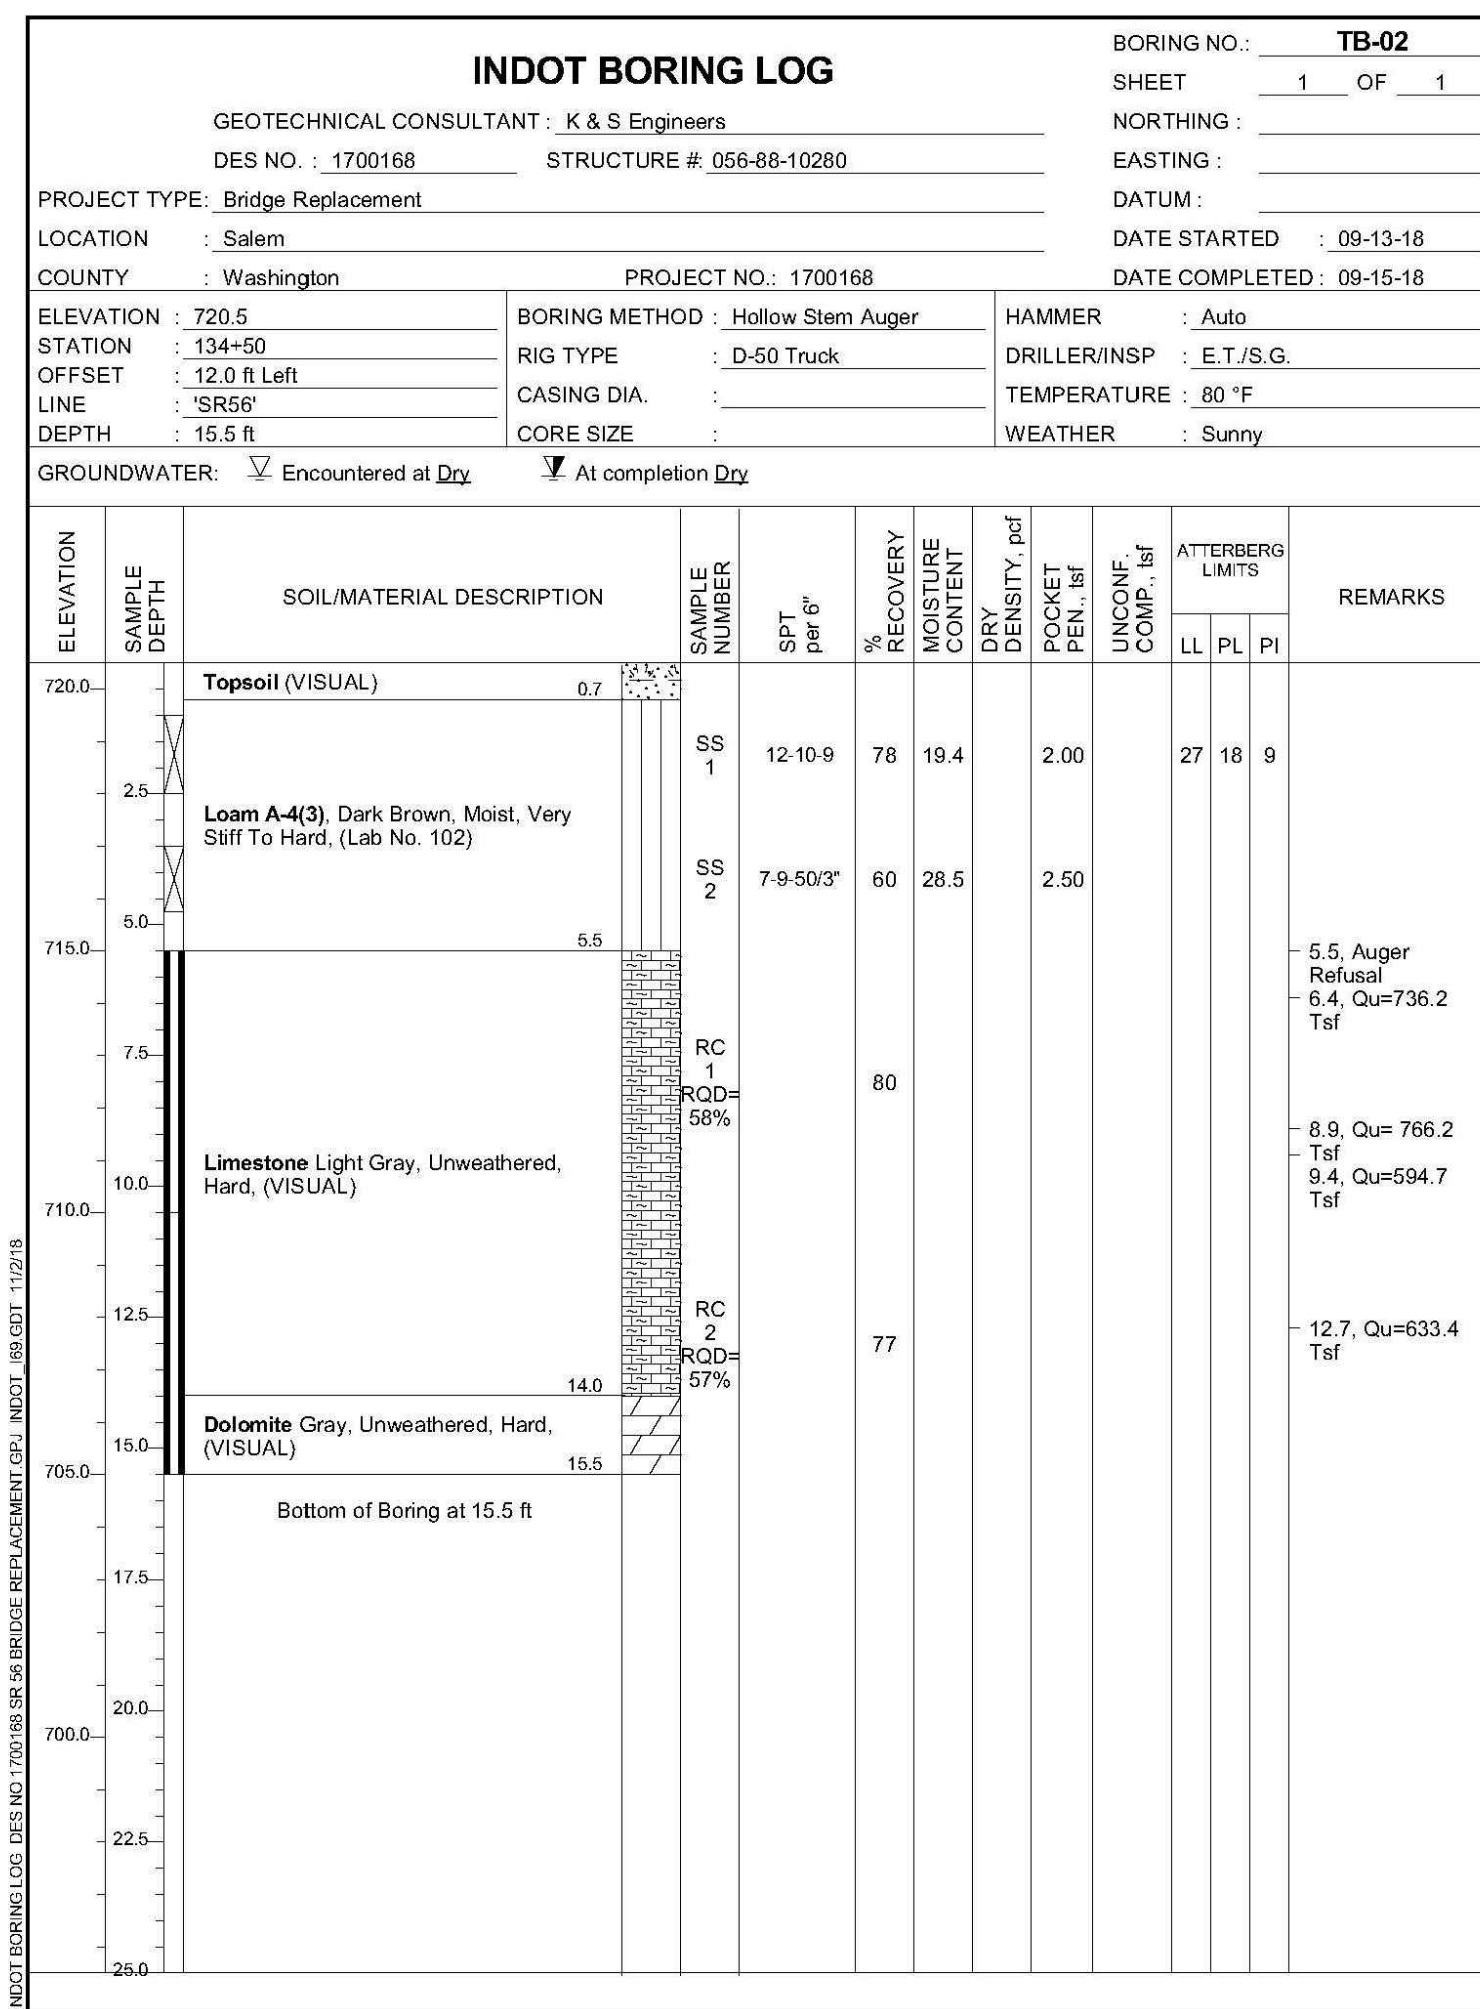 INDOT BORING LOG
BORING NO.: TB-02
SHEET 1 OF 1
GEOTECHNICAL CONSULTANT : K & S Engineers
NORTHING :
DES NO. : 1700168 STRUCTURE #: 056-88-10280
EASTING :
PROJECT TYPE: Bridge Replacement
DATUM :
LOCATION : Salem
DATE STARTED : 09-13-18
COUNTY : Washington PROJECT NO.: 1700168
DATE COMPLETED : 09-15-18
ELEVATION : 720.5
STATION : 134+50
OFFSET : 12.0 ft Left
LINE : 'SR56'
DEPTH : 15.5 ft
BORING METHOD : Hollow Stem Auger
RIG TYPE : D-50 Truck
CASING DIA. :
CORE SIZE :
HAMMER : Auto
DRILLER/INSP : E.T./S.G.
TEMPERATURE : 80 °F
WEATHER : Sunny
GROUNDWATER: Encountered at Dry At completion Dry
ELEVATION
SAMPLE
DEPTH
SOIL/MATERIAL DESCRIPTION
SAMPLE
NUMBER
SPT
per 6"
%
RECOVERY
MOISTURE
CONTENT
DRY
DENSITY, pcf
POCKET
PEN., tsf
UNCONF.
COMP., tsf
ATTERBERG
LIMITS
LL PL PI
REMARKS
720.0
Topsoil (VISUAL) 0.7
SS
1
12-10-9 78 19.4 2.00 27 18 9
2.5
Loam A-4(3), Dark Brown, Moist, Very
Stiff To Hard, (Lab No. 102)
SS
2
7-9-50/3" 60 28.5 2.50
5.0
715.0
5.5
5.5, Auger
Refusal
6.4, Qu=736.2
Tsf
7.5
RC
1
RQD=
58%
80
8.9, Qu= 766.2
Tsf
9.4, Qu=594.7
Tsf
Limestone Light Gray, Unweathered,
Hard, (VISUAL)
10.0
710.0
12.5
RC
2
RQD=
57%
77
12.7, Qu=633.4
Tsf
14.0
Dolomite Gray, Unweathered, Hard,
(VISUAL)
15.0
15.5
705.0
Bottom of Boring at 15.5 ft
17.5
20.0
700.0
22.5
25.0
NDOT BORING LOG DES NO 1700168 SR 56 BRIDGE REPLACEMENT.GPJ INDOT_I69.GDT 11/2/18